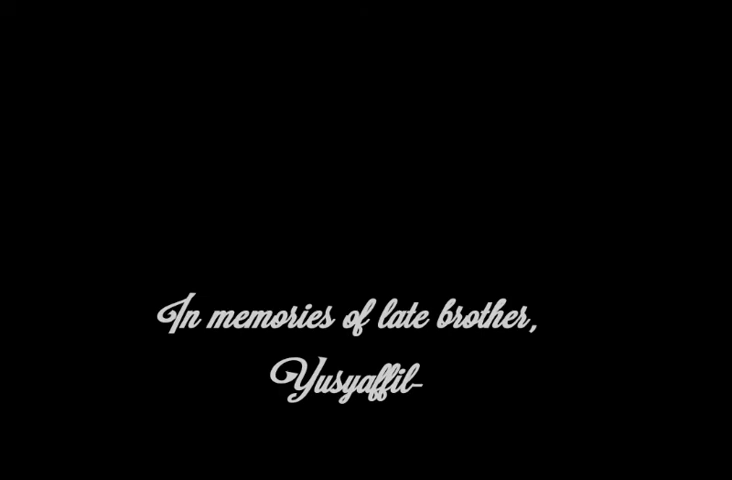 In memories of late brother,
Yusyaffil-